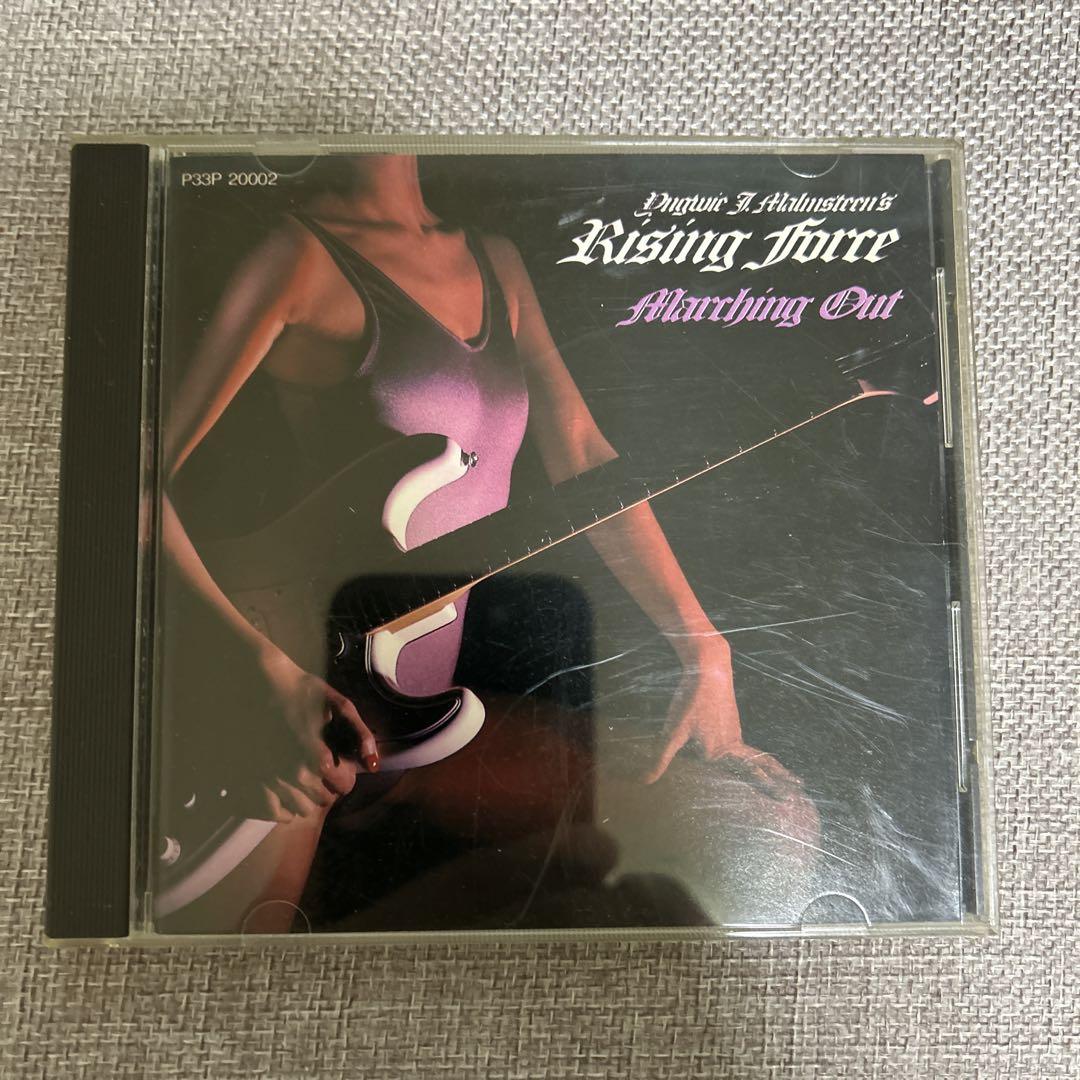 P33P 20002
Yngwie J. Malmsteen's
Rising Force
Marching Out